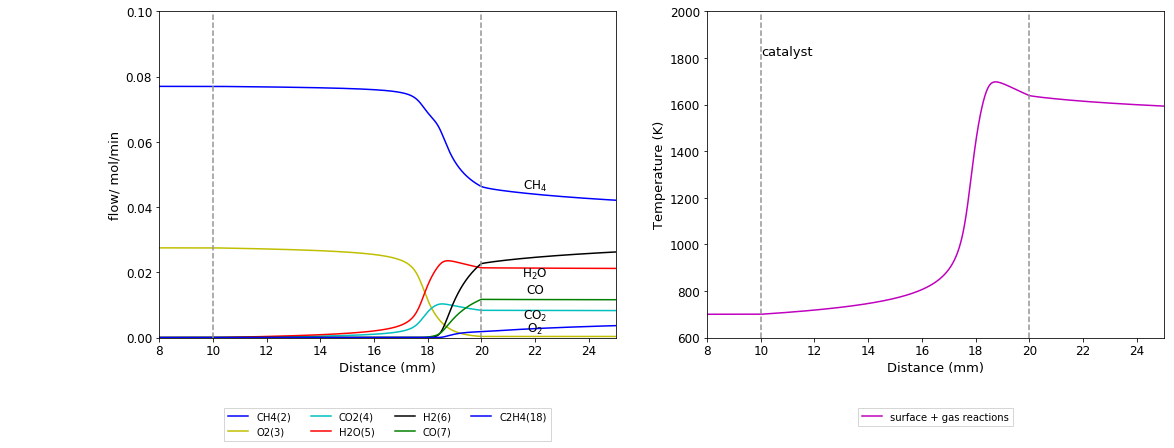 0.10
0.08
0.06
0.04
0.02
0.00
flow/ mol/min
8 10 12 14 16 18 20 22 24
Distance (mm)
CH₄
H₂O
CO
CO₂
O₂
CH4(2) CO2(4) H2(6) C2H4(18)
O2(3) H2O(5) CO(7)
2000
1800
1600
1400
1200
1000
800
600
Temperature (K)
catalyst
8 10 12 14 16 18 20 22 24
Distance (mm)
surface + gas reactions